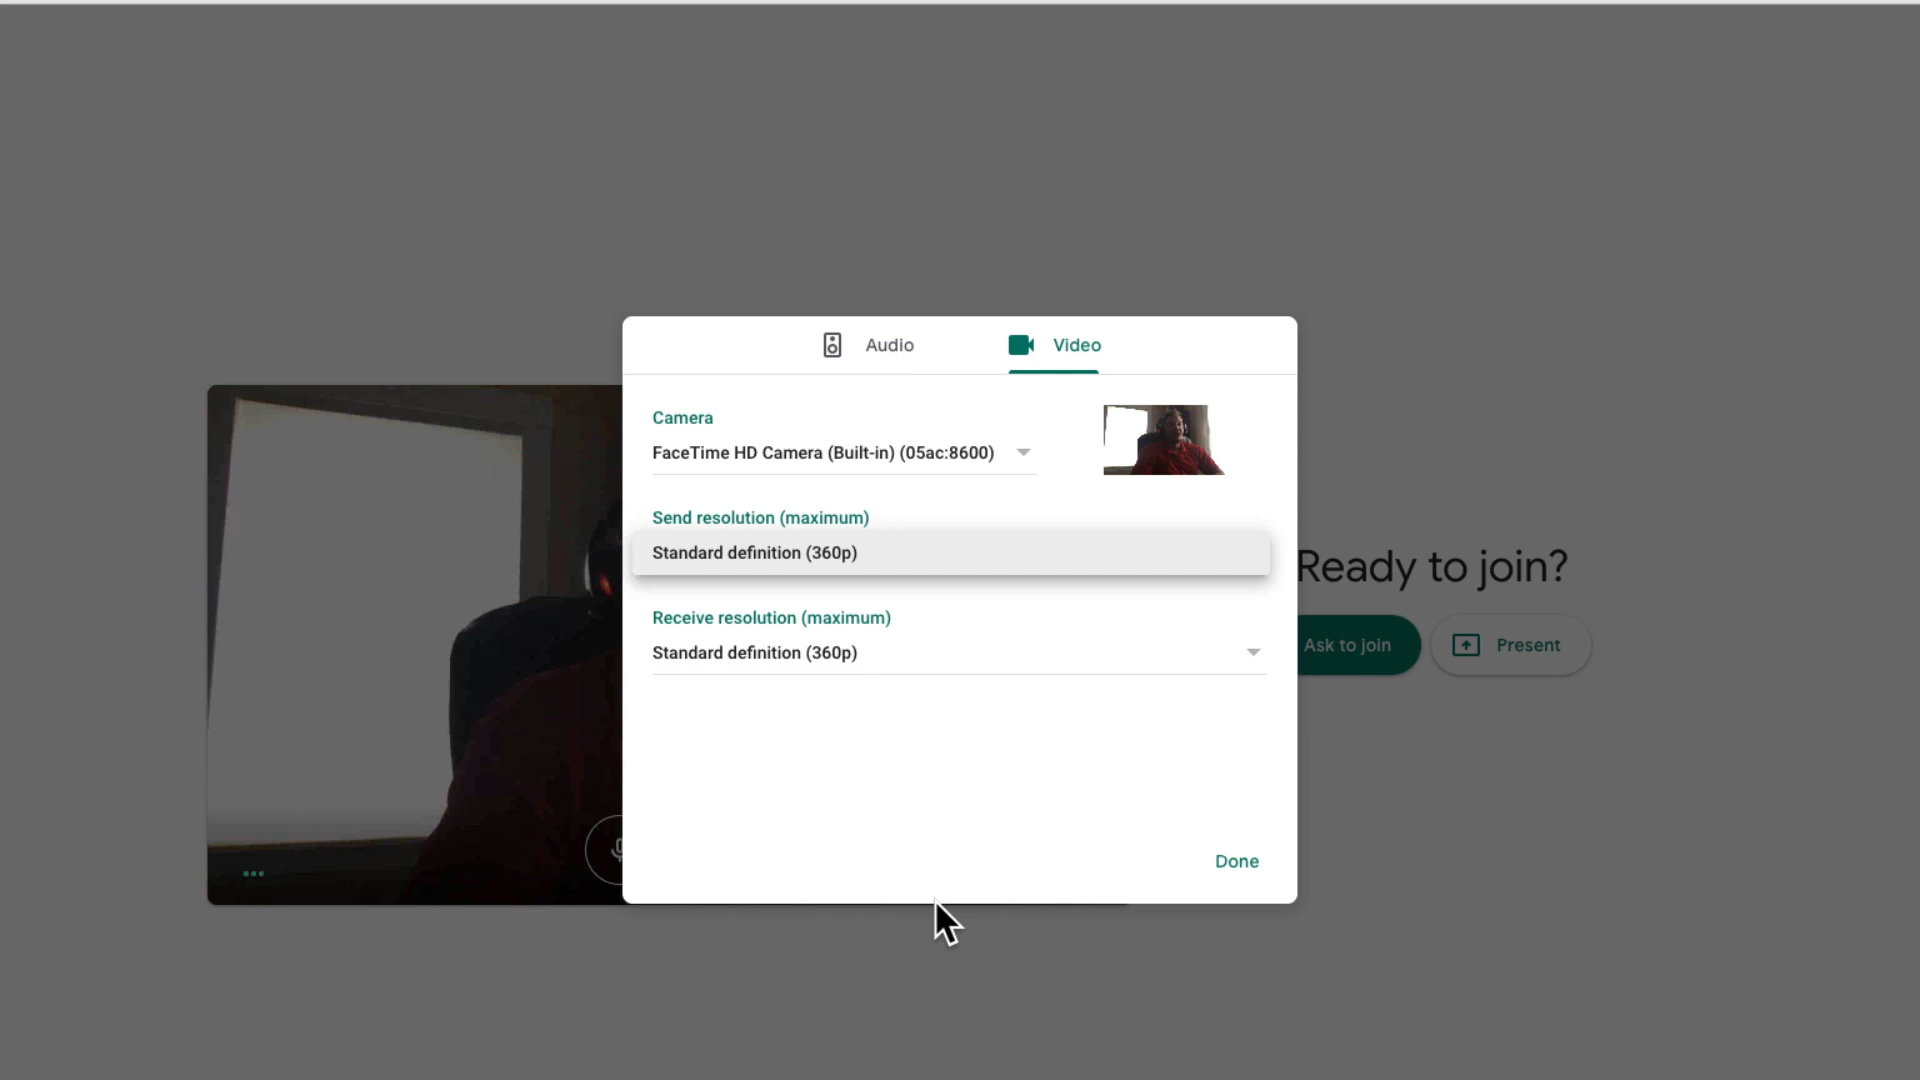 Audio
Video
Camera
FaceTime HD Camera (Built-in) (05ac:8600)
Send resolution (maximum)
Standard definition (360p)
Receive resolution (maximum)
Standard definition (360p)
Done
Ready to join?
Ask to join
Present